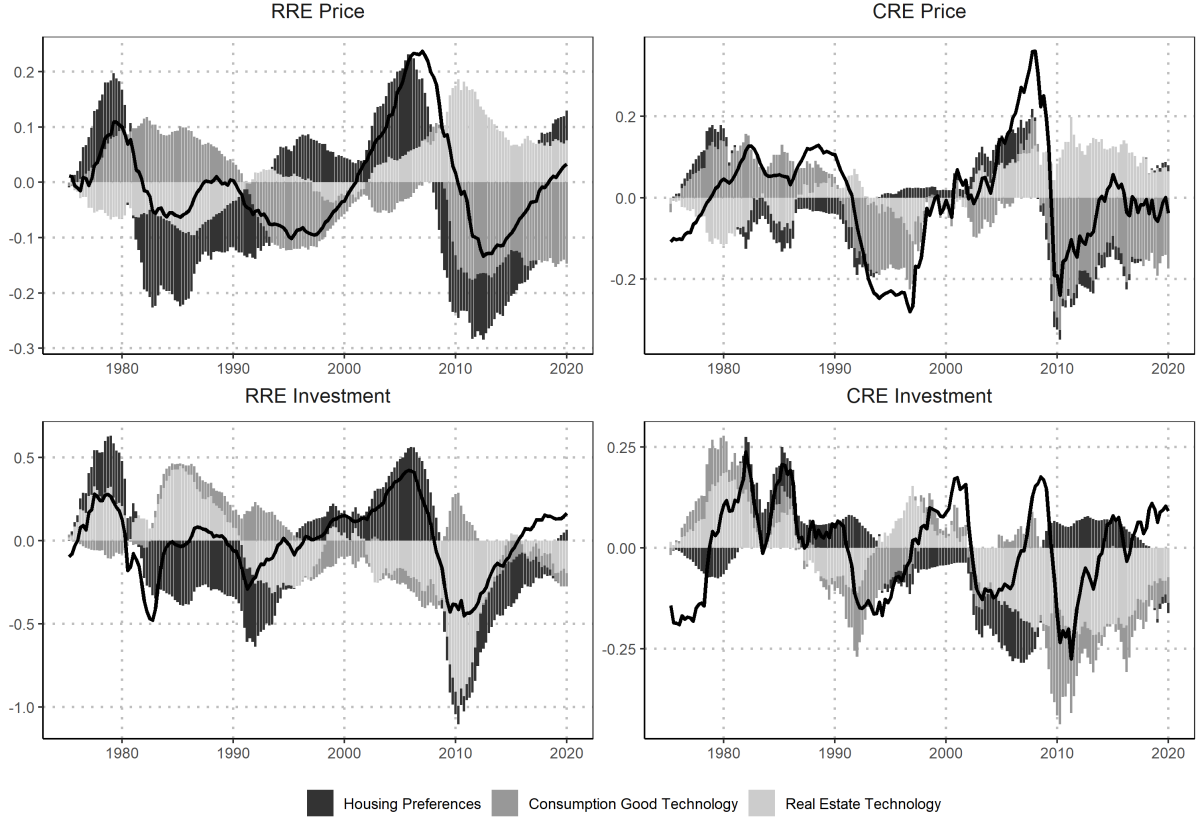 RRE Price
CRE Price
0.2
0.1
0.0
-0.1
-0.2
-0.3
1980 1990 2000 2010 2020
0.2
0.0
-0.2
1980 1990 2000 2010 2020
RRE Investment
CRE Investment
0.5
0.0
-0.5
-1.0
1980 1990 2000 2010 2020
0.25
0.00
-0.25
1980 1990 2000 2010 2020
Housing Preferences Consumption Good Technology Real Estate Technology